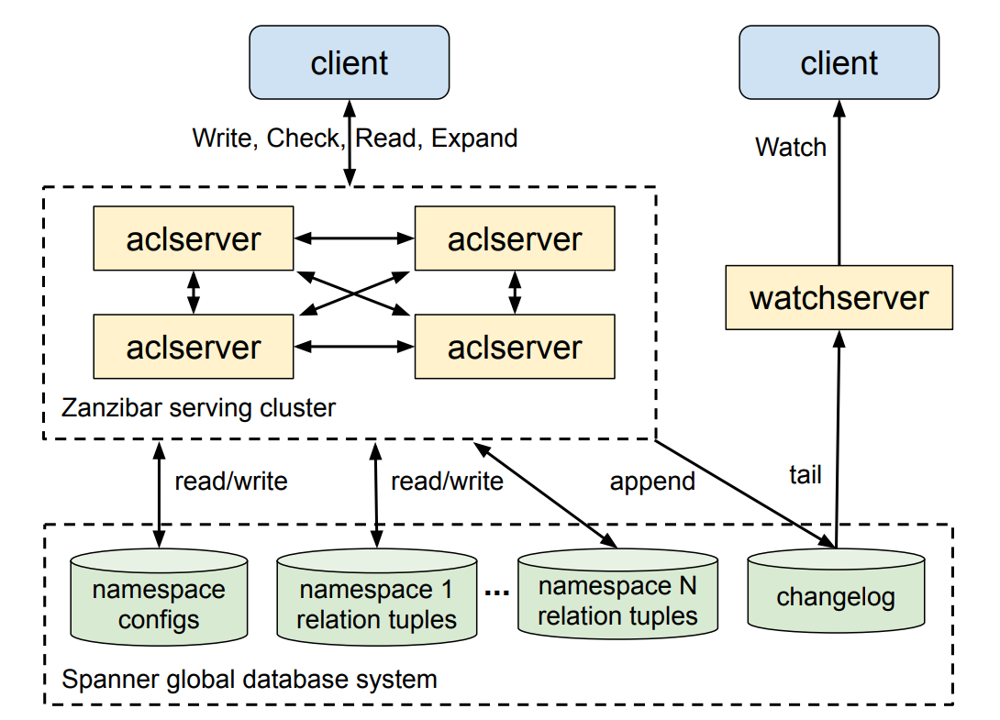 client
client
Write, Check, Read, Expand
Watch
aclserver
aclserver
watchserver
aclserver
aclserver
Zanzibar serving cluster
read/write
read/write
append
tail
namespace
configs
namespace 1
relation tuples
...
namespace N
relation tuples
changelog
Spanner global database system